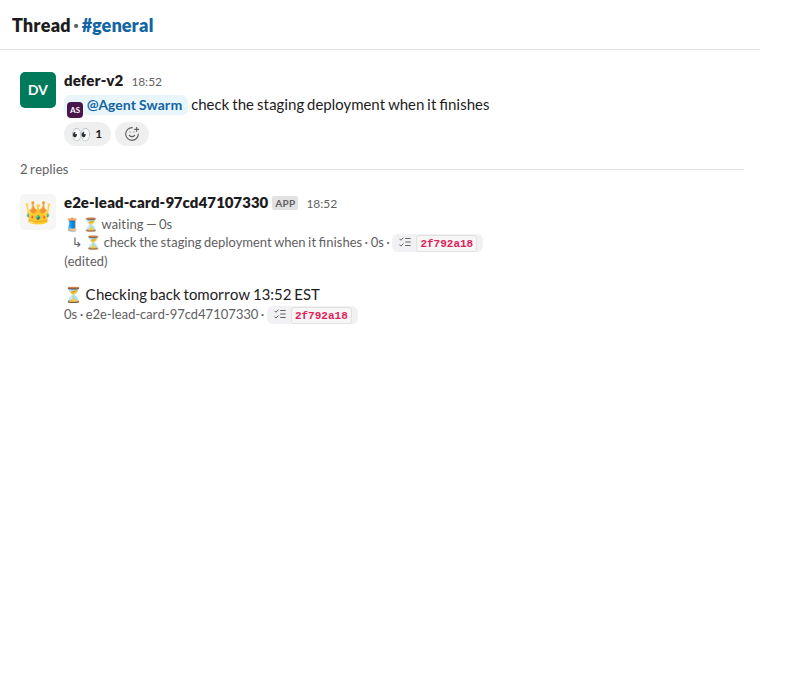 Thread • #general
DV
defer-v2 18:52
AS @Agent Swarm check the staging deployment when it finishes
👀 1
2 replies
e2e-lead-card-97cd47107330 APP 18:52
🧵 ⏳ waiting — 0s
↳ ⏳ check the staging deployment when it finishes · 0s · 2f792a18
(edited)
⏳ Checking back tomorrow 13:52 EST
0s · e2e-lead-card-97cd47107330 · 2f792a18